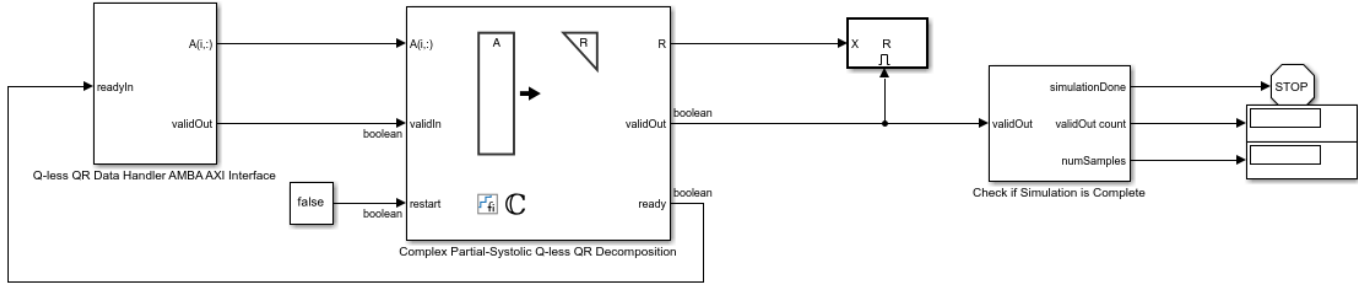 A(i,:)
readyIn
validOut
Q-less QR Data Handler AMBA AXI Interface
false
boolean
boolean
A(i,:)
validIn
restart
A
R
fi ℂ
R
validOut
ready
Complex Partial-Systolic Q-less QR Decomposition
boolean
boolean
X R
validOut
simulationDone
validOut count
numSamples
Check if Simulation is Complete
STOP